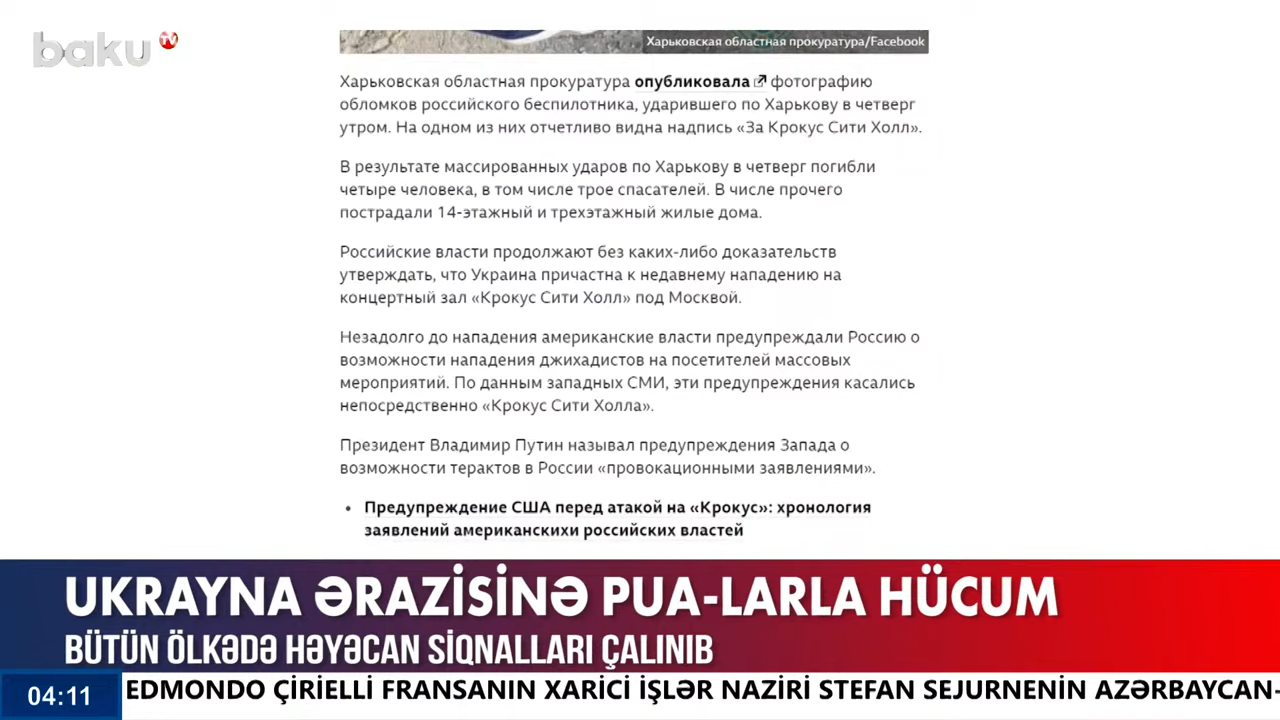 baku TV
Харьковская областная прокуратура/Facebook
Харьковская областная прокуратура опубликовала фотографию
обломков российского беспилотника, ударившего по Харькову в четверг
утром. На одном из них отчетливо видна надпись «За Крокус Сити Холл».
В результате массированных ударов по Харькову в четверг погибли
четыре человека, в том числе трое спасателей. В числе прочего
пострадали 14-этажный и трехэтажный жилые дома.
Российские власти продолжают без каких-либо доказательств
утверждать, что Украина причастна к недавнему нападению на
концертный зал «Крокус Сити Холл» под Москвой.
Незадолго до нападения американские власти предупреждали Россию о
возможности нападения джихадистов на посетителей массовых
мероприятий. По данным западных СМИ, эти предупреждения касались
непосредственно «Крокус Сити Холла».
Президент Владимир Путин называл предупреждения Запада о
возможности терактов в России «провокационными заявлениями».
• Предупреждение США перед атакой на «Крокус»: хронология
заявлений американскихи российских властей
UKRAYNA ƏRAZİSİNƏ PUA-LARLA HÜCUM
BÜTÜN ÖLKƏDƏ HƏYƏCAN SİQNALLARI ÇALINIB
04:11 EDMONDO ÇİRİELLİ FRANSANIN XARİCİ İŞLƏR NAZİRİ STEFAN SEJURNENİN AZƏRBAYCAN-